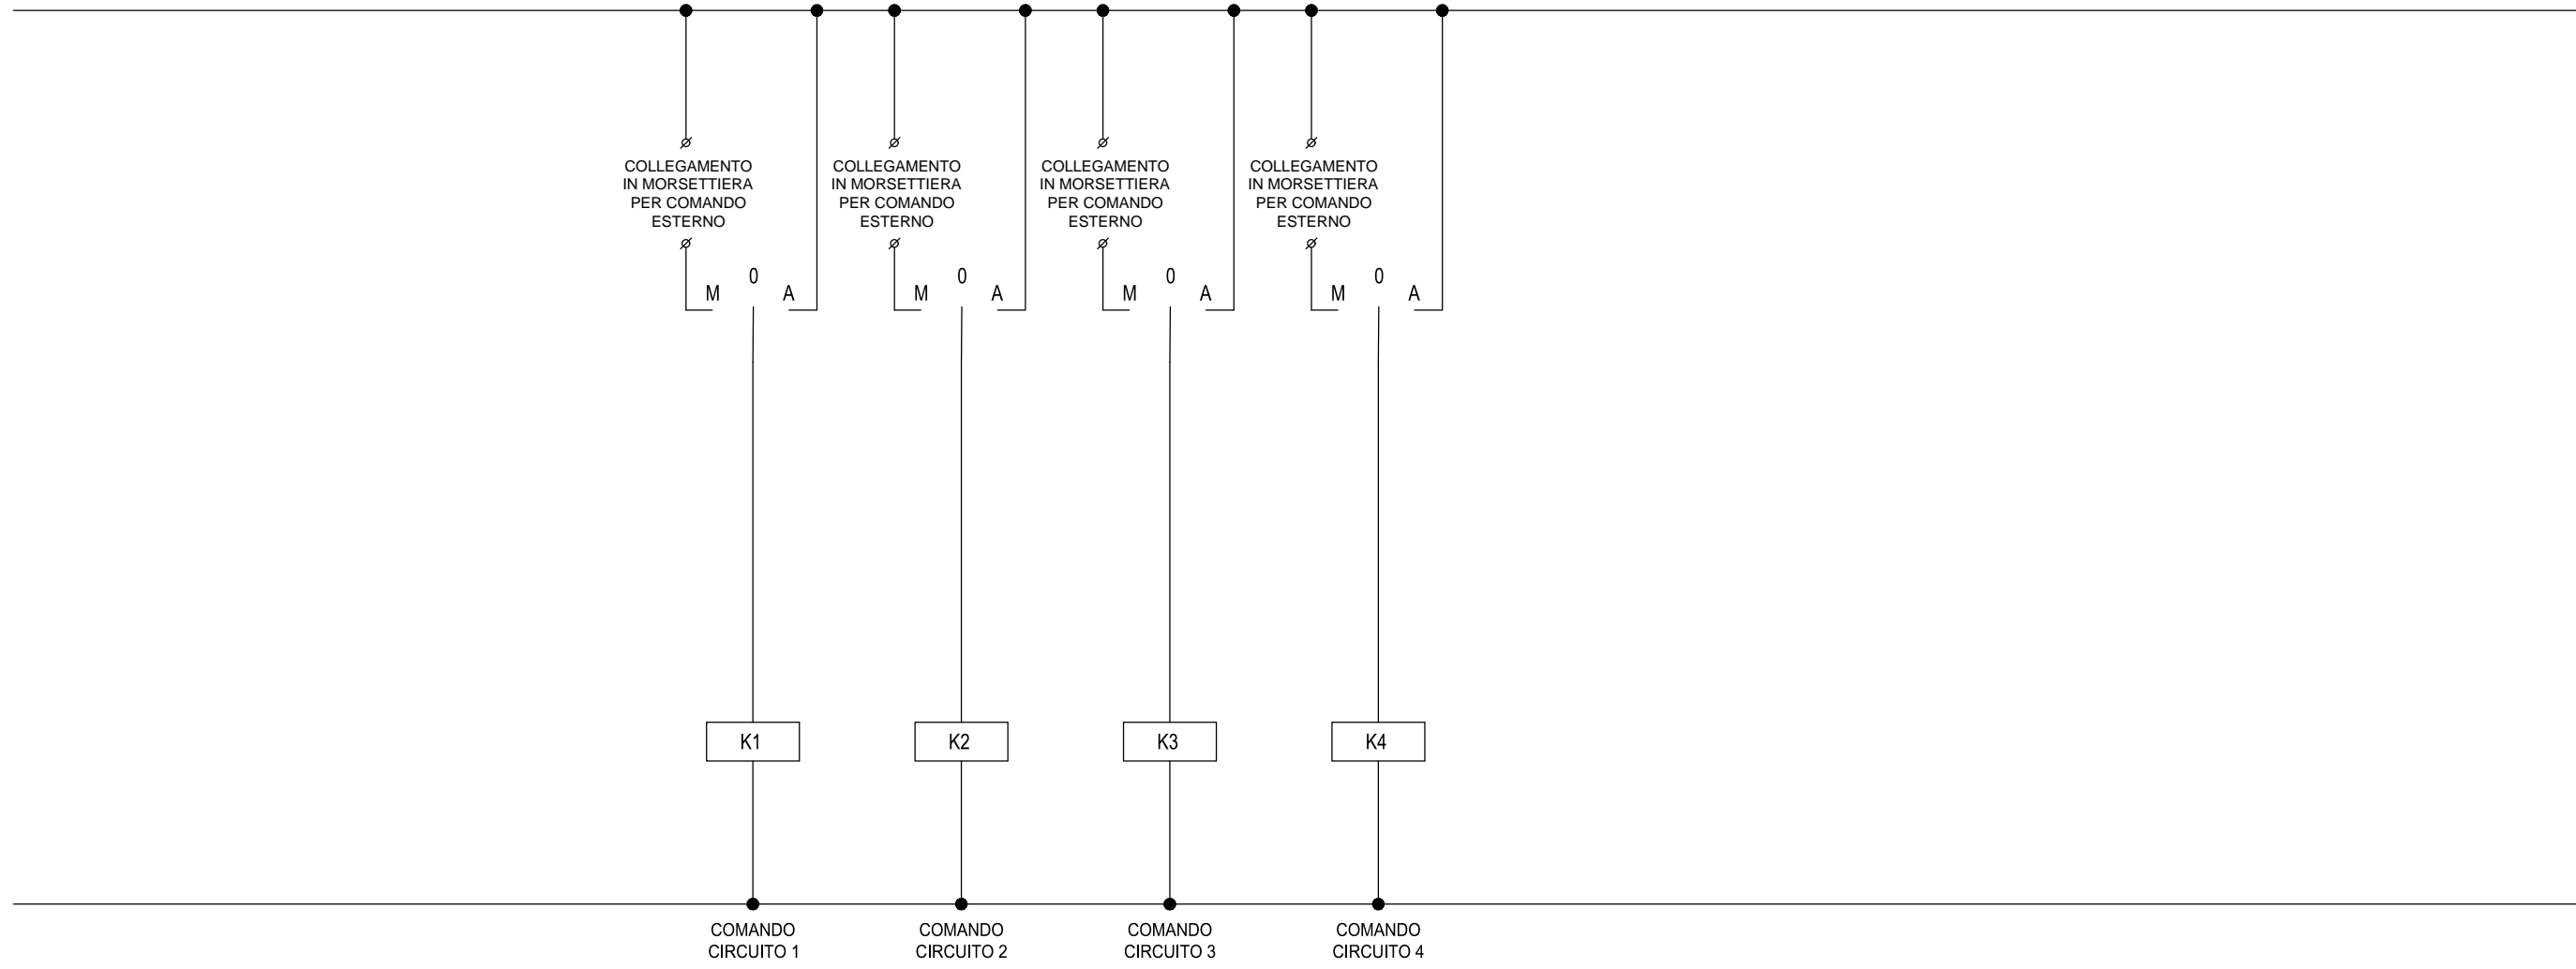 COLLEGAMENTO
IN MORSETTIERA
PER COMANDO
ESTERNO
M
0
A
COLLEGAMENTO
IN MORSETTIERA
PER COMANDO
ESTERNO
M
0
A
COLLEGAMENTO
IN MORSETTIERA
PER COMANDO
ESTERNO
M
0
A
COLLEGAMENTO
IN MORSETTIERA
PER COMANDO
ESTERNO
M
0
A
K1
K2
K3
K4
COMANDO
CIRCUITO 1
COMANDO
CIRCUITO 2
COMANDO
CIRCUITO 3
COMANDO
CIRCUITO 4